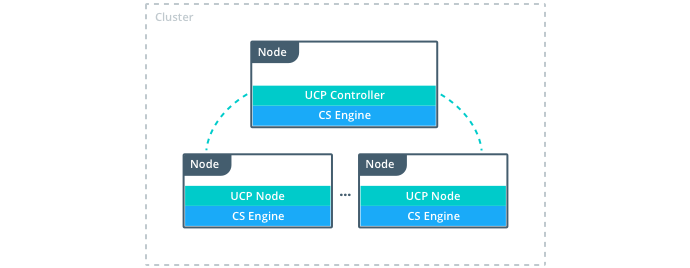 Cluster
Node
UCP Controller
CS Engine
Node
UCP Node
CS Engine
...
Node
UCP Node
CS Engine